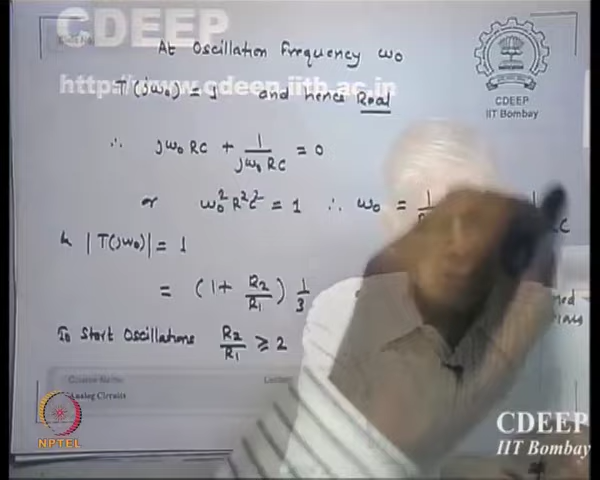 CDEEP
At Oscillation Frequency ω₀
http://www.cdeep.iitb.ac.in
T(jω₀) = 1 and hence Real
CDEEP
IIT Bombay
∴ jω₀RC + 1/(jω₀RC) = 0
or ω₀²R²C² = 1 ∴ ω₀ = 1
RC
& |T(jω₀)| = 1
= (1 + R₂/R₁) 1/3
To Start Oscillations R₂/R₁ ≥ 2
Course Name
Analog Circuits
NPTEL
CDEEP
IIT Bombay